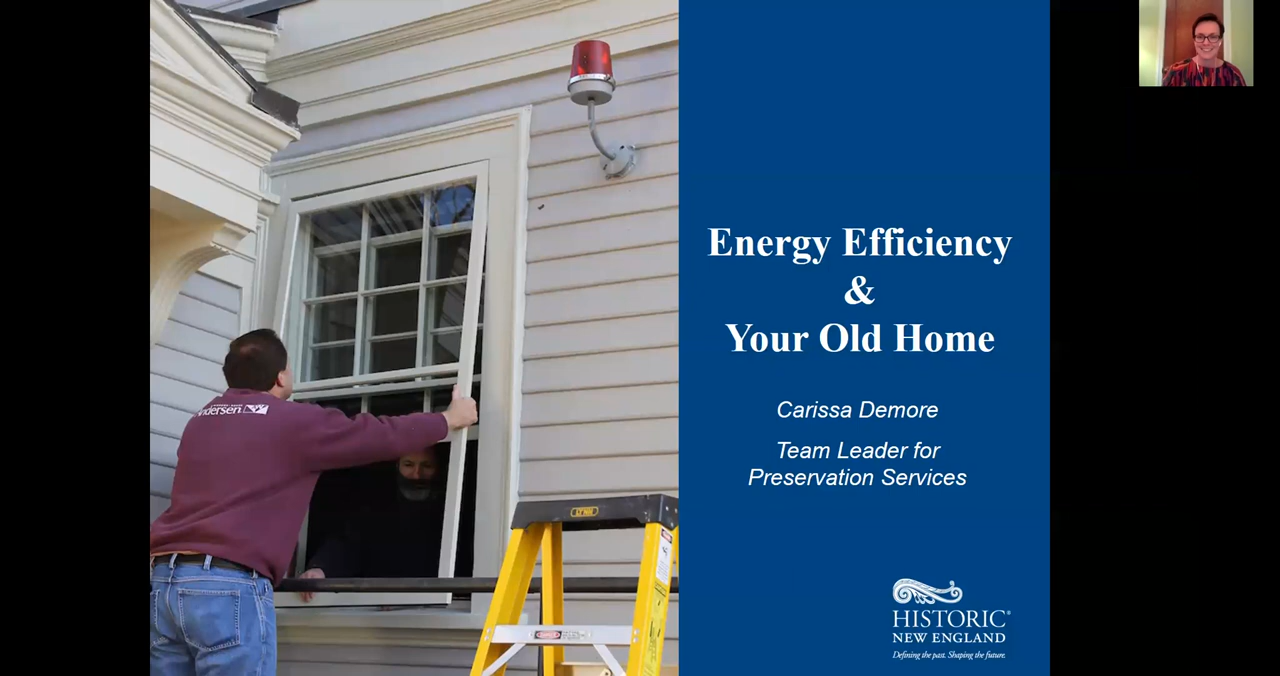 Energy Efficiency
&
Your Old Home
Carissa Demore
Team Leader for
Preservation Services
HISTORIC®
NEW ENGLAND
Defining the past. Shaping the future.